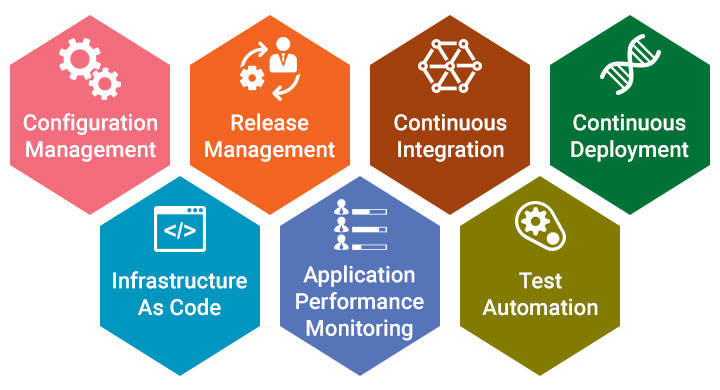 Configuration
Management
Release
Management
Continuous
Integration
Continuous
Deployment
</>
Infrastructure
As Code
Application
Performance
Monitoring
Test
Automation